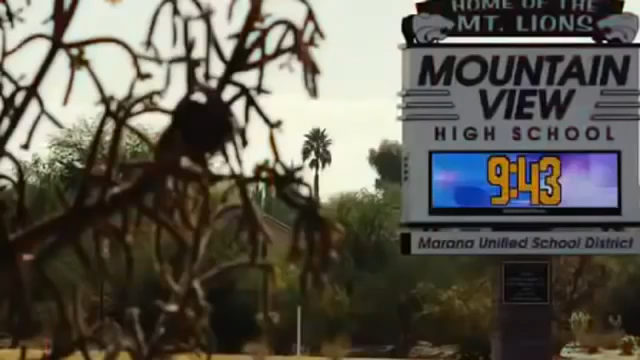 HOME OF THE
MT. LIONS
MOUNTAIN
VIEW
HIGH SCHOOL
9:43
Marana Unified School District